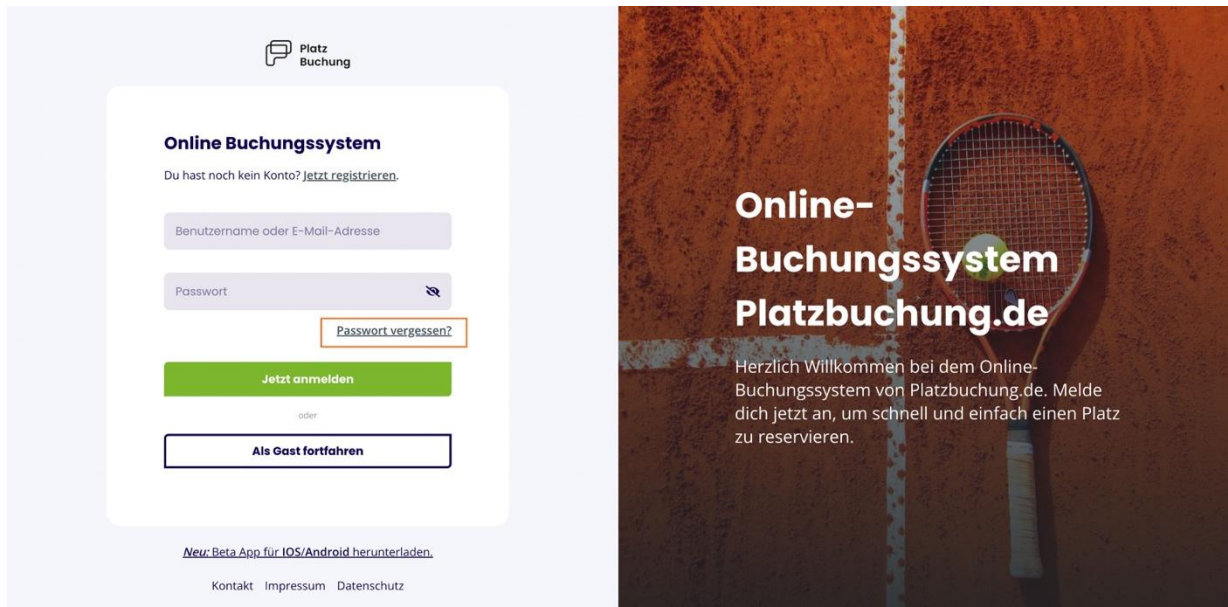 Platz
Buchung
Online Buchungssystem
Du hast noch kein Konto? Jetzt registrieren.
Benutzername oder E-Mail-Adresse
Passwort
Passwort vergessen?
Jetzt anmelden
oder
Als Gast fortfahren
Neu: Beta App für IOS/Android herunterladen.
Kontakt Impressum Datenschutz
Online-
Buchungssystem
Platzbuchung.de
Herzlich Willkommen bei dem Online-
Buchungssystem von Platzbuchung.de. Melde
dich jetzt an, um schnell und einfach einen Platz
zu reservieren.